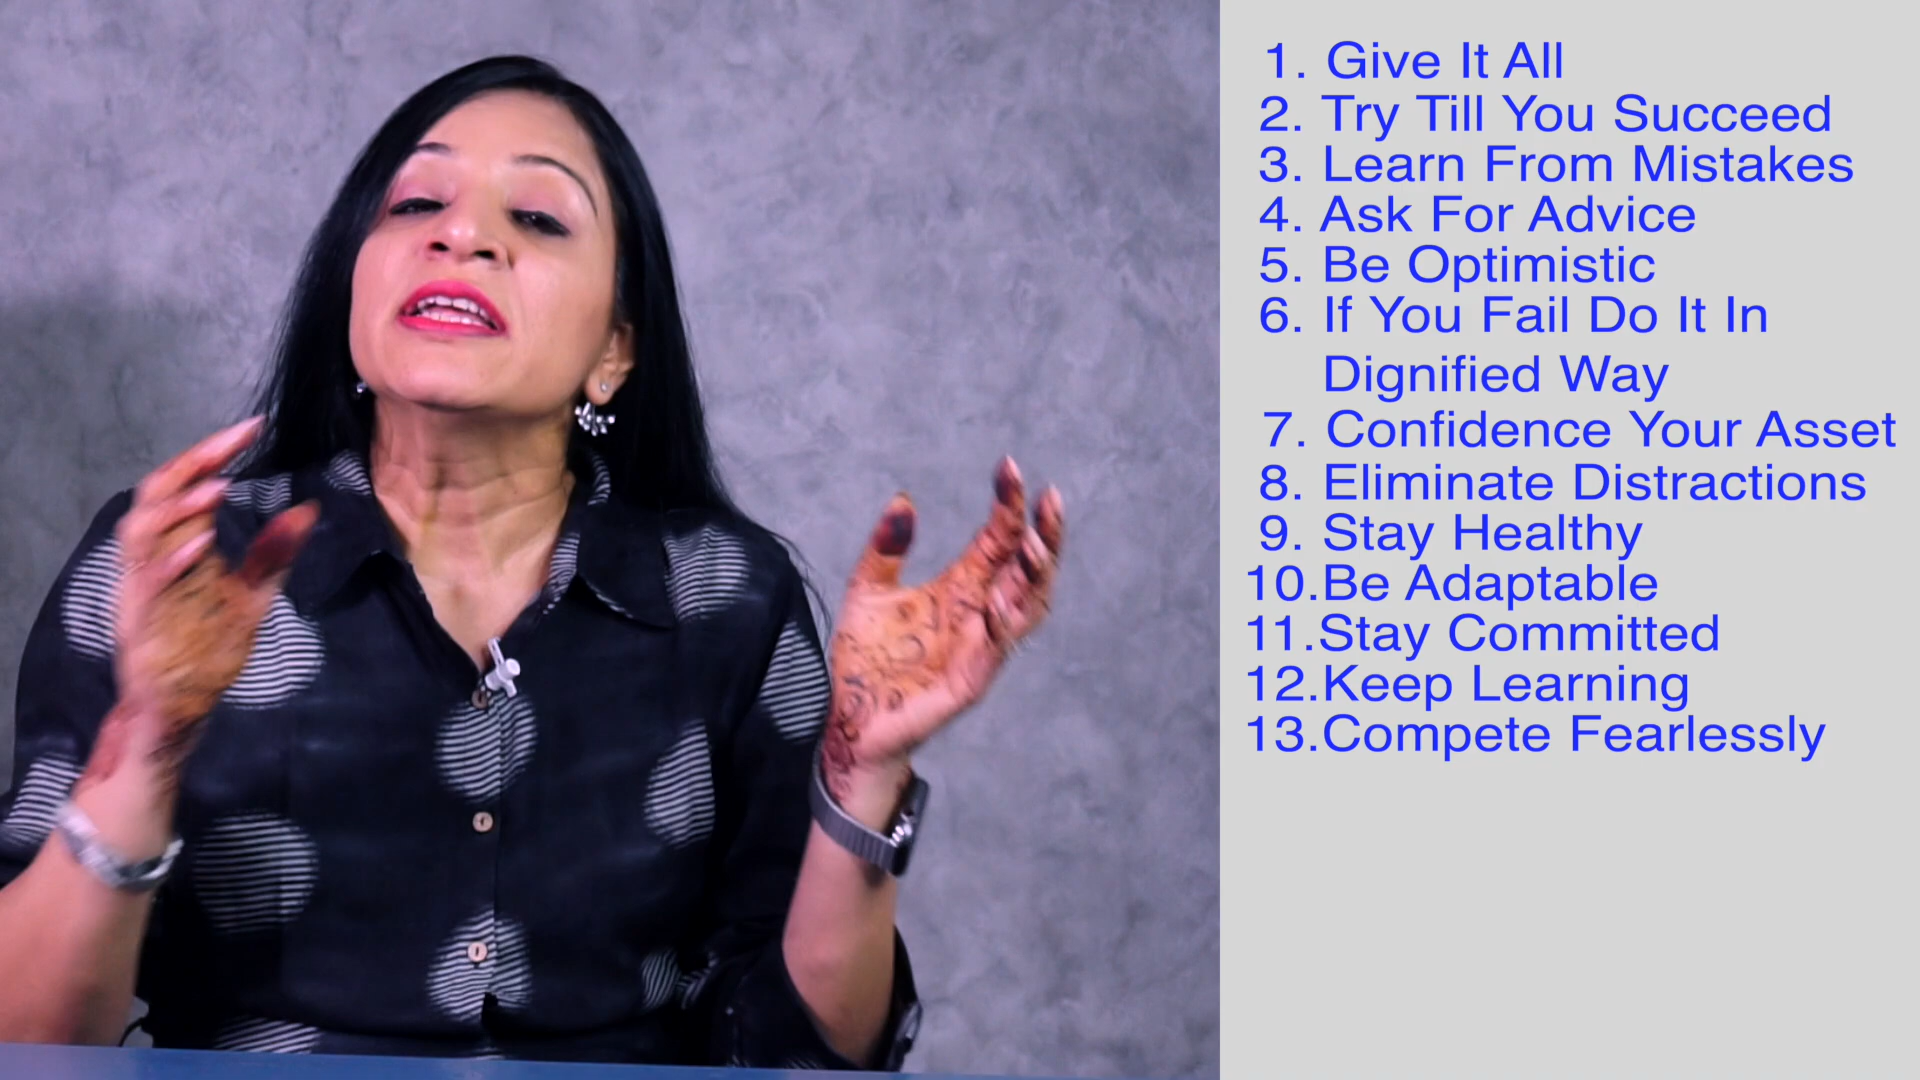 1. Give It All
2. Try Till You Succeed
3. Learn From Mistakes
4. Ask For Advice
5. Be Optimistic
6. If You Fail Do It In
Dignified Way
7. Confidence Your Asset
8. Eliminate Distractions
9. Stay Healthy
10.Be Adaptable
11.Stay Committed
12.Keep Learning
13.Compete Fearlessly